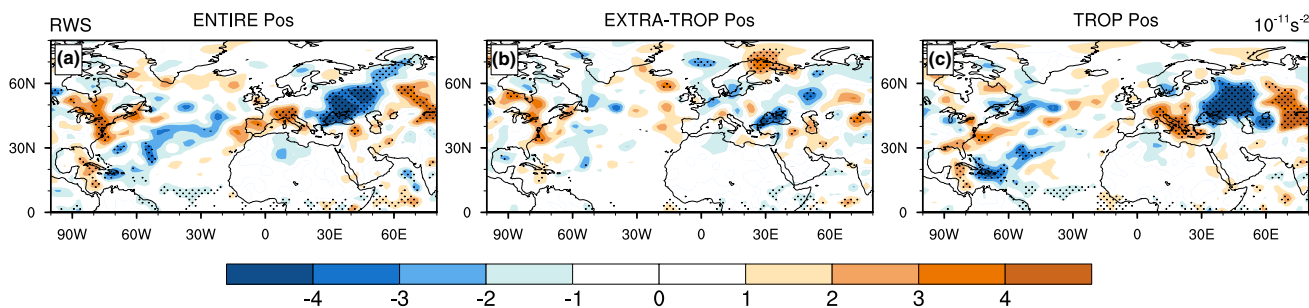 RWS ENTIRE Pos EXTRA-TROP Pos TROP Pos 10⁻¹¹s⁻²
(a) (b) (c)
60N 60N 60N
30N 30N 30N
0 0 0
90W 60W 30W 0 30E 60E 90W 60W 30W 0 30E 60E 90W 60W 30W 0 30E 60E
-4 -3 -2 -1 0 1 2 3 4